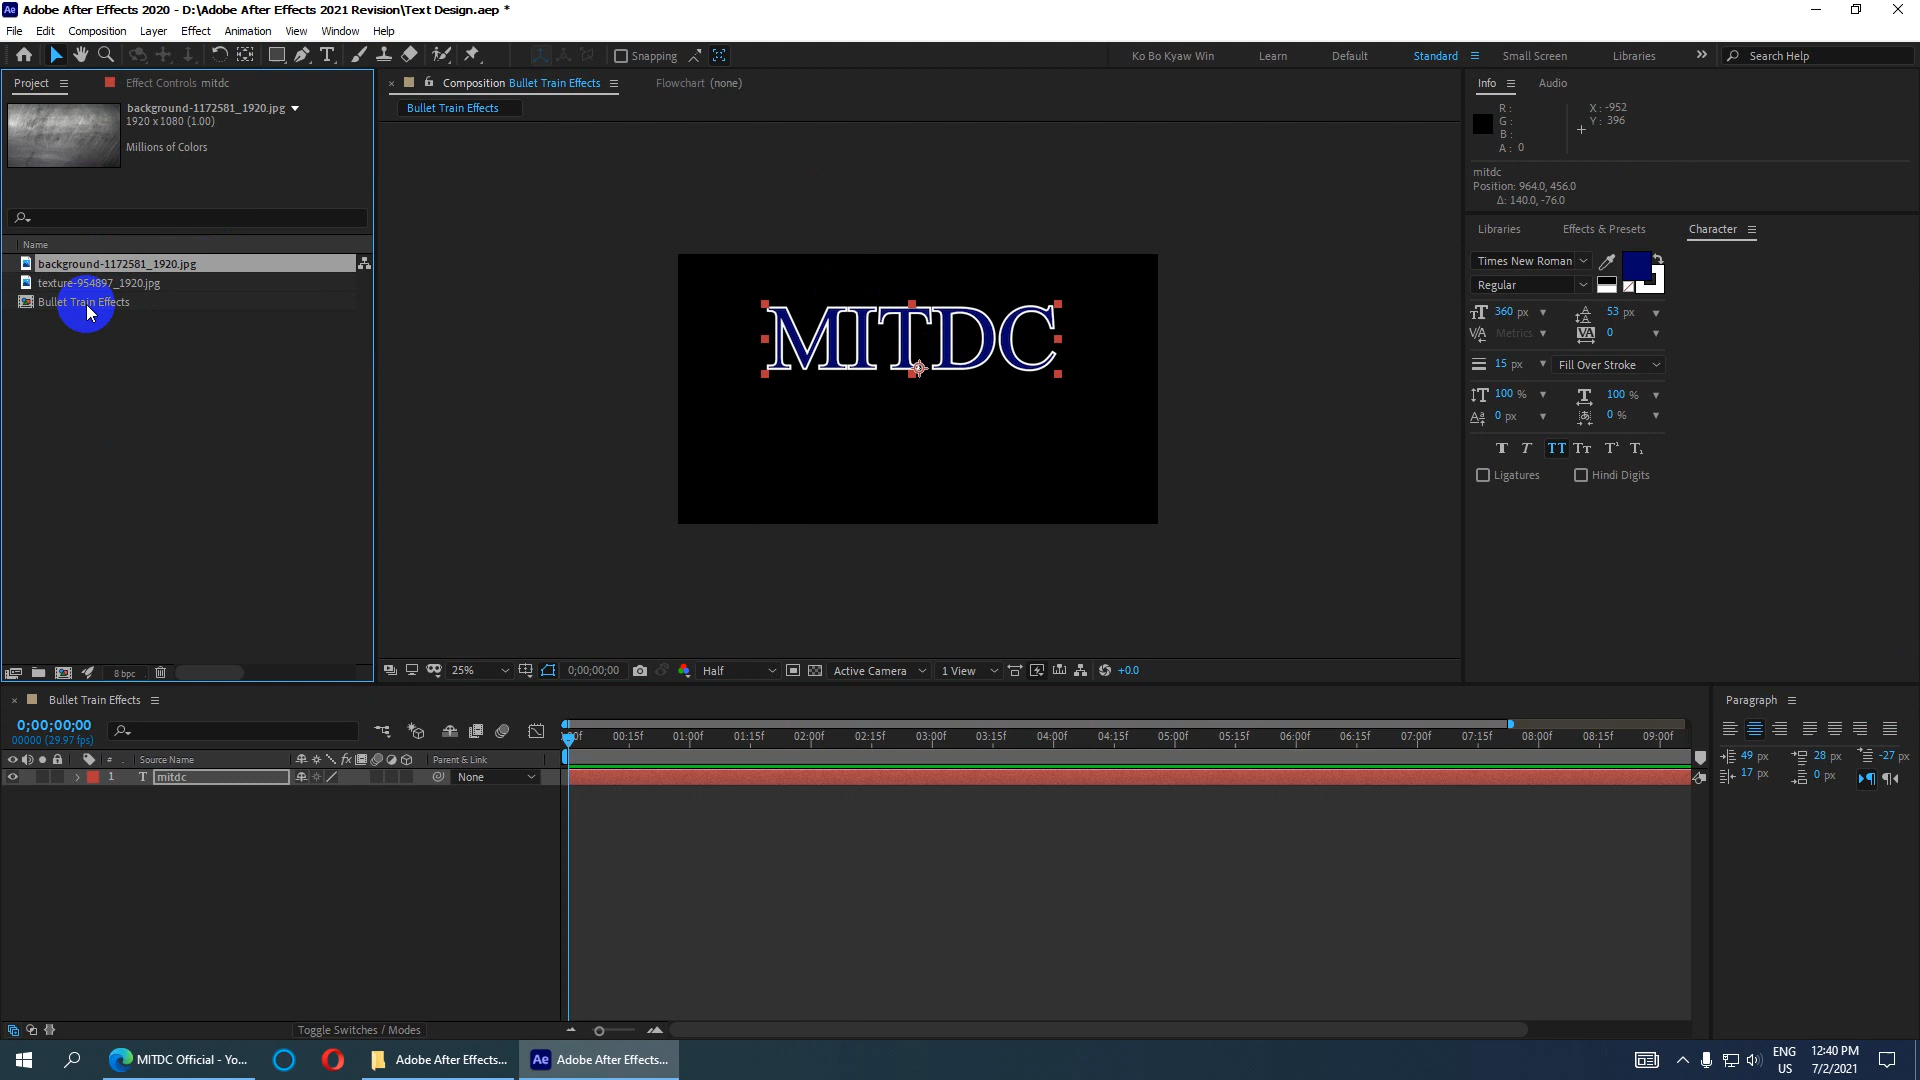 Adobe After Effects 2020 - D:\Adobe After Effects 2021 Revision\Text Design.aep *
File Edit Composition Layer Effect Animation View Window Help
Snapping Ko Bo Kyaw Win Learn Default Standard Small Screen Libraries Search Help
Project Effect Controls mitdc
Composition Bullet Train Effects Flowchart (none)
Info Audio
background-1172581_1920.jpg
1920 x 1080 (1.00)
Millions of Colors
Bullet Train Effects
R:
G:
B:
A: 0
X: -952
Y: 396
mitdc
Position: 964.0, 456.0
Δ: 140.0, -76.0
Name
background-1172581_1920.jpg
texture-954897_1920.jpg
Bullet Train Effects
MITDC
Libraries Effects & Presets Character
Times New Roman
Regular
360 px 53 px
Metrics 0
15 px Fill Over Stroke
100 % 100 %
0 px 0 %
Ligatures Hindi Digits
8 bpc
25% 0;00;00;00 Half Active Camera 1 View +0.0
Bullet Train Effects
0;00;00;00
00000 (29.97 fps)
00:15f 01:00f 01:15f 02:00f 02:15f 03:00f 03:15f 04:00f 04:15f 05:00f 05:15f 06:00f 06:15f 07:00f 07:15f 08:00f 08:15f 09:00f
# Source Name Parent & Link
1 T mitdc None
Paragraph
49 px 28 px -27 px
17 px 0 px
Toggle Switches / Modes
MITDC Official - Yo... Adobe After Effects... Ae Adobe After Effects...
ENG
US
12:40 PM
7/2/2021